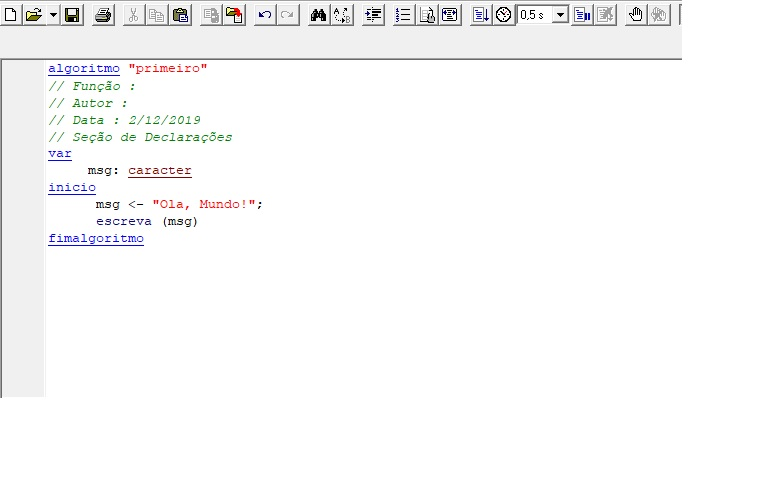 0,5 s
algoritmo "primeiro"
// Função :
// Autor :
// Data : 2/12/2019
// Seção de Declarações
var
msg: caracter
inicio
msg <- "Ola, Mundo!";
escreva (msg)
fimalgoritmo